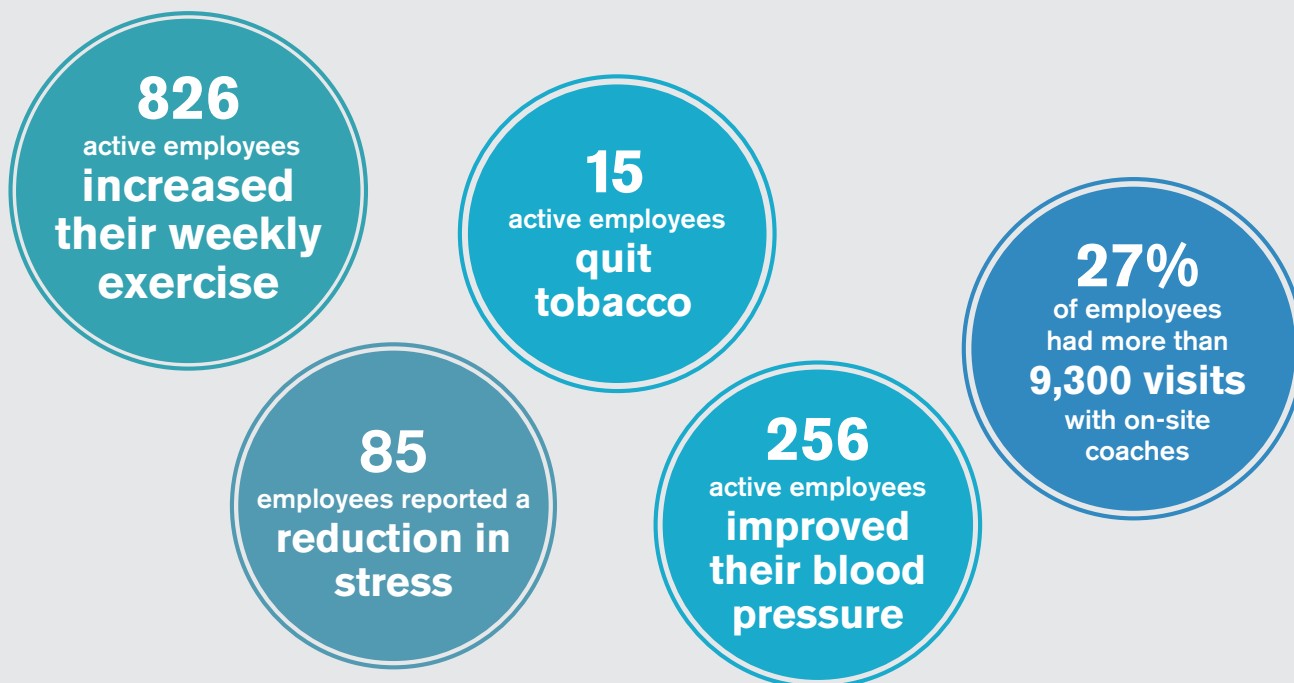 826
active employees
increased
their weekly
exercise
15
active employees
quit
tobacco
27%
of employees
had more than
9,300 visits
with on-site
coaches
85
employees reported a
reduction in
stress
256
active employees
improved
their blood
pressure